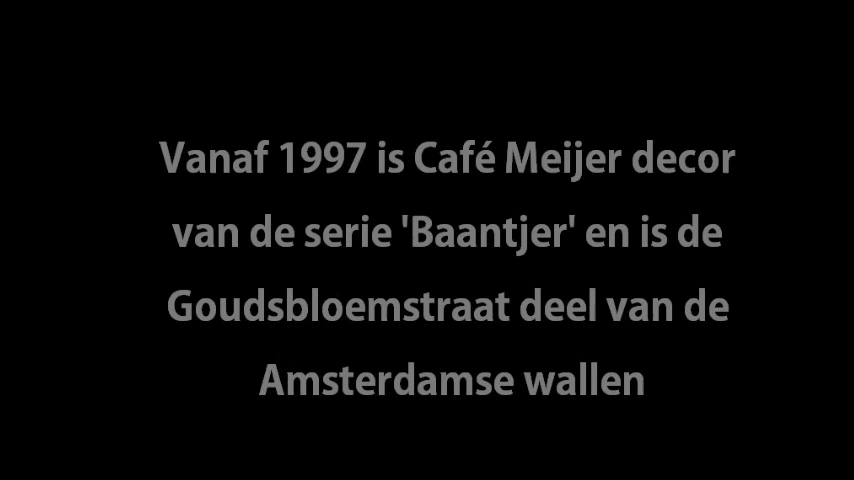 Vanaf 1997 is Café Meijer decor
van de serie 'Baantjer' en is de
Goudsbloemstraat deel van de
Amsterdamse wallen